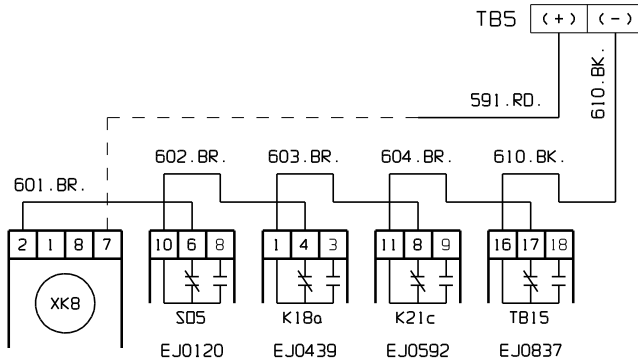 TB5 (+) (-)
591.RD.
610.BK.
602.BR. 603.BR. 604.BR. 610.BK.
601.BR.
2 1 8 7 10 6 8 1 4 3 11 8 9 16 17 18
XK8
SD5 K18a K21c TB15
EJ0120 EJ0439 EJ0592 EJ0837